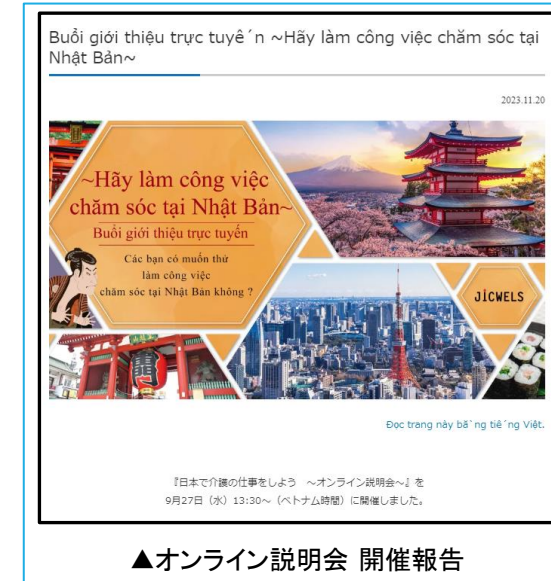 Buổi giới thiệu trực tuyê´n ~Hãy làm công việc chăm sóc tại
Nhật Bản~
2023.11.20
~Hãy làm công việc
chăm sóc tại Nhật Bản~
Buổi giới thiệu trực tuyến
Các bạn có muốn thử
làm công việc
chăm sóc tại Nhật Bản không ?
JICWELS
Đọc trang này bă`ng tiê´ng Việt.
『日本で介護の仕事をしよう ～オンライン説明会～』を
9月27日（水）13:30～（ベトナム時間）に開催しました。
▲オンライン説明会 開催報告